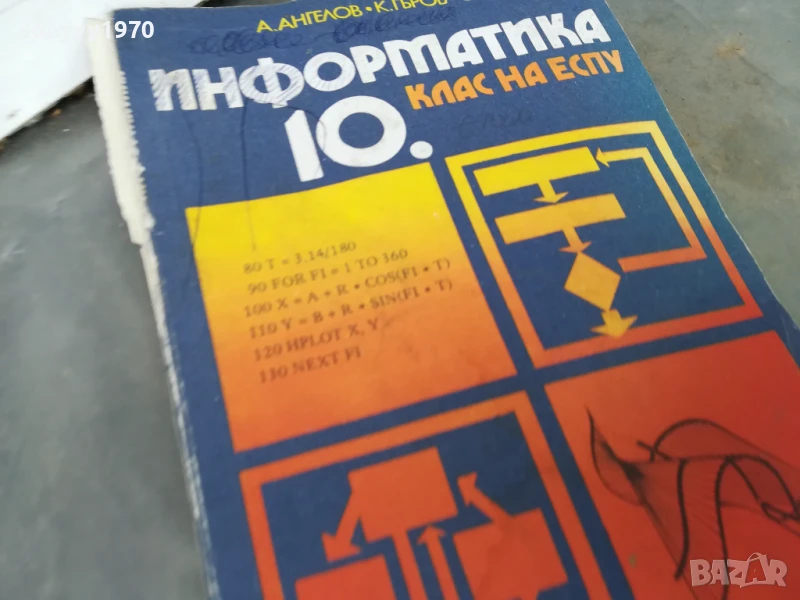 1970
А. АНГЕЛОВ • К. ГЪРОВ •
ИНФОРМАТИКА
10. КЛАС НА ЕСПУ
80 T = 3.14/180
90 FOR FI = 1 TO 360
100 X = A + R * COS(FI * T)
110 Y = B + R * SIN(FI * T)
120 HPLOT X, Y
130 NEXT FI
BAZAR